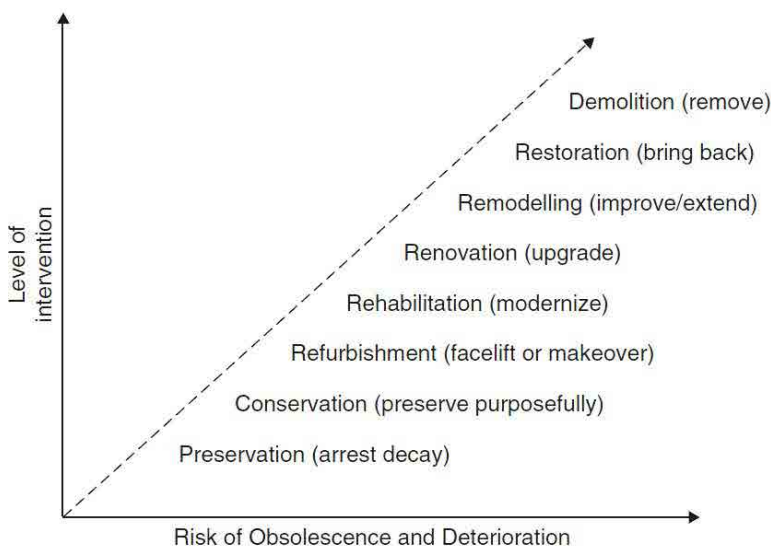 Demolition (remove)
Restoration (bring back)
Remodelling (improve/extend)
Renovation (upgrade)
Rehabilitation (modernize)
Refurbishment (facelift or makeover)
Conservation (preserve purposefully)
Preservation (arrest decay)
Level of
intervention
Risk of Obsolescence and Deterioration